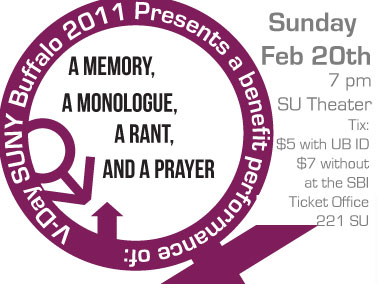 V-Day SUNY Buffalo 2011 Presents a benefit performance of:
A MEMORY,
A MONOLOGUE,
A RANT,
AND A PRAYER
Sunday
Feb 20th
7 pm
SU Theater
Tix:
$5 with UB ID
$7 without
at the SBI
Ticket Office
221 SU